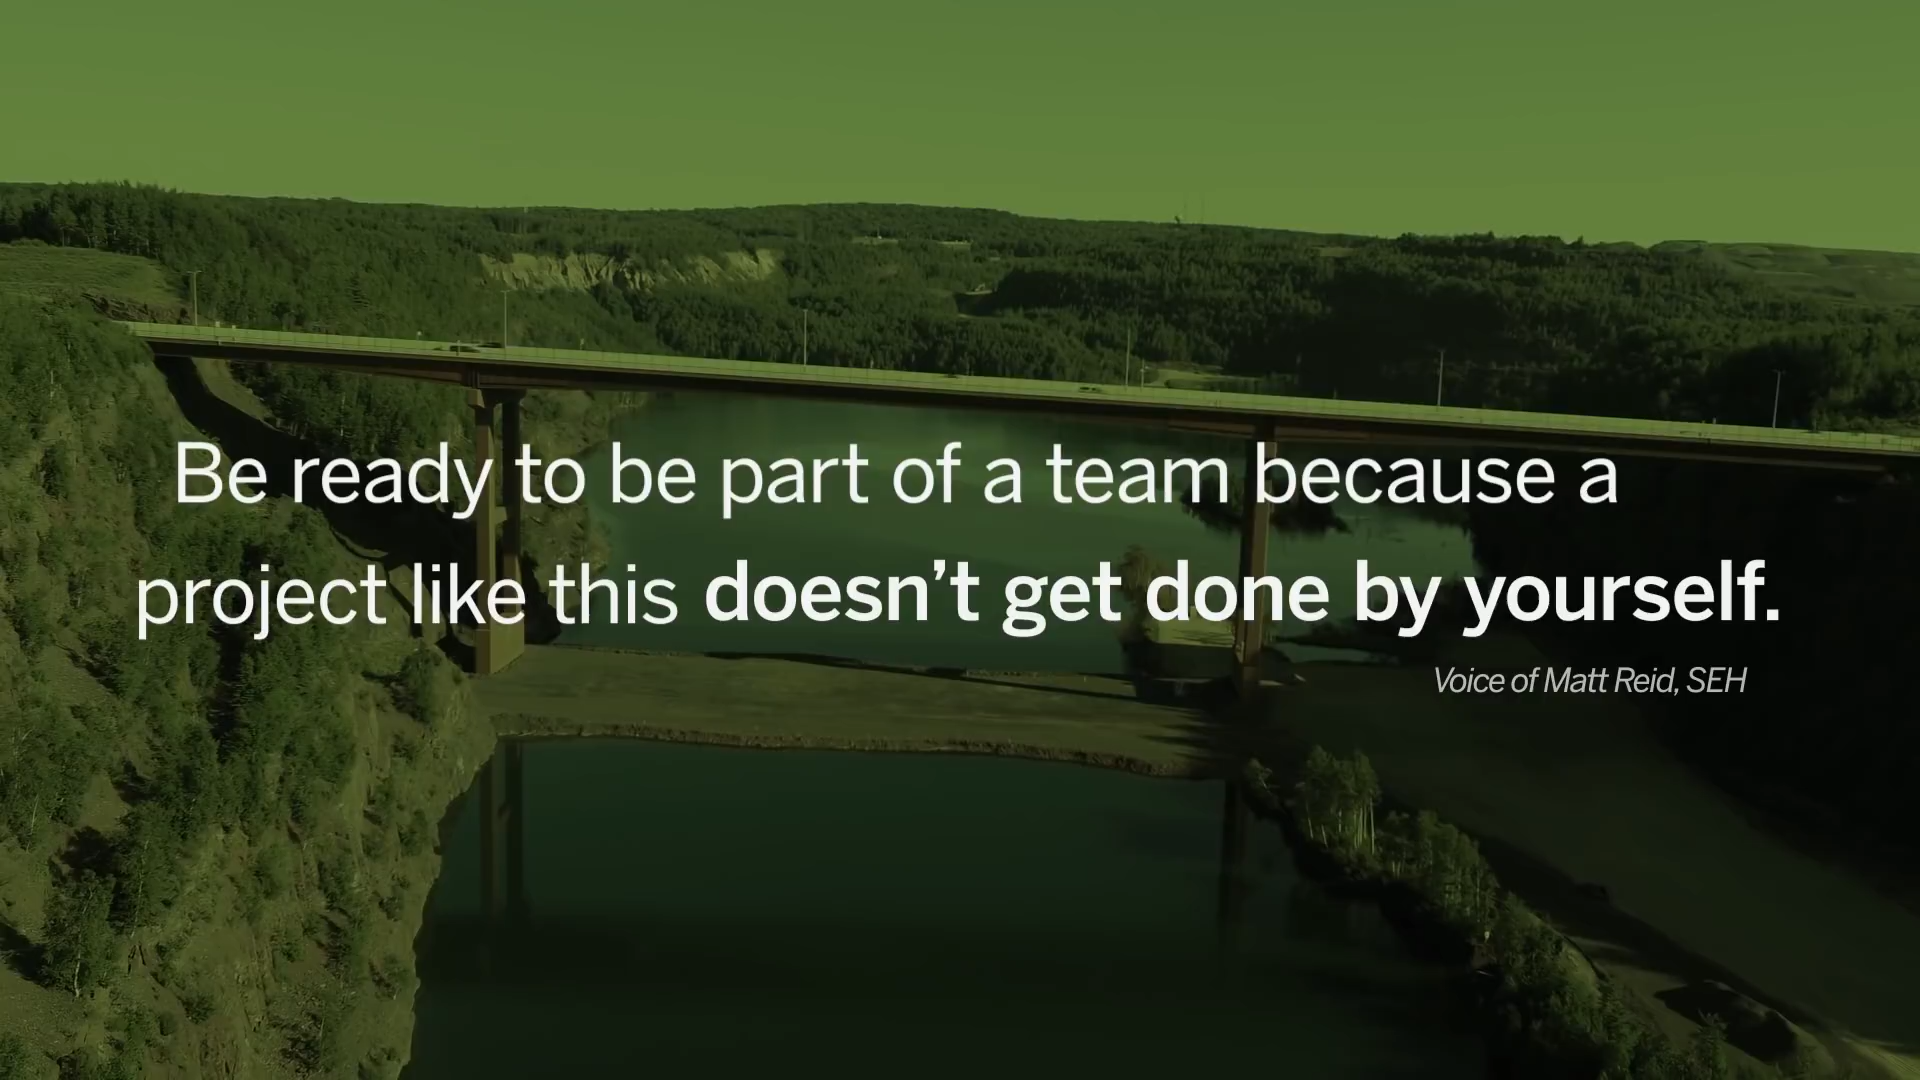 Be ready to be part of a team because a
project like this doesn’t get done by yourself.
Voice of Matt Reid, SEH